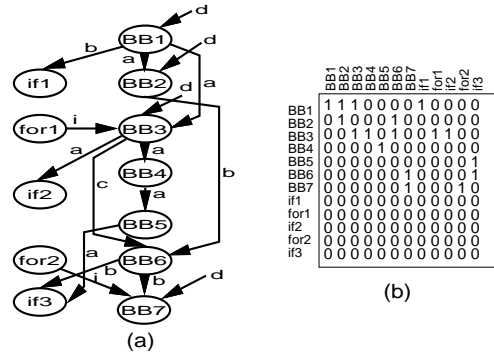 d
BB1
b
a
d
if1
BB2
a
for1
i
d
BB3
a
a
if2
c
BB4
b
a
BB5
for2
a
BB6
b
i
b
d
if3
BB7
(a)
BB1 BB2 BB3 BB4 BB5 BB6 BB7 if1 for1 if2 for2 if3
BB1 1 1 1 0 0 0 0 1 0 0 0 0
BB2 0 1 0 0 0 1 0 0 0 0 0 0
BB3 0 0 1 1 0 1 0 0 1 1 0 0
BB4 0 0 0 0 1 0 0 0 0 0 0 0
BB5 0 0 0 0 0 0 0 0 0 0 0 1
BB6 0 0 0 0 0 0 1 0 0 0 0 1
BB7 0 0 0 0 0 0 1 0 0 0 1 0
if1 0 0 0 0 0 0 0 0 0 0 0 0
for1 0 0 0 0 0 0 0 0 0 0 0 0
if2 0 0 0 0 0 0 0 0 0 0 0 0
for2 0 0 0 0 0 0 0 0 0 0 0 0
if3 0 0 0 0 0 0 0 0 0 0 0 0
(b)